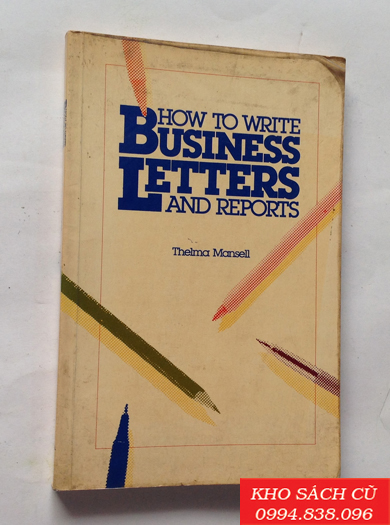 HOW TO WRITE
BUSINESS
LETTERS
AND REPORTS
Thelma Mansell
KHO SÁCH CŨ
0994.838.096